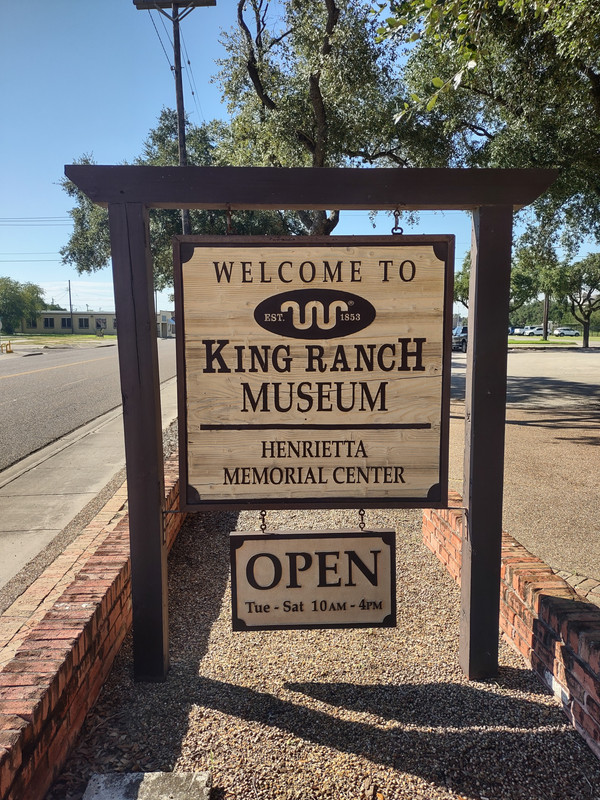 WELCOME TO
EST. 1853
KING RANCH
MUSEUM
HENRIETTA
MEMORIAL CENTER
OPEN
Tue - Sat 10AM - 4PM